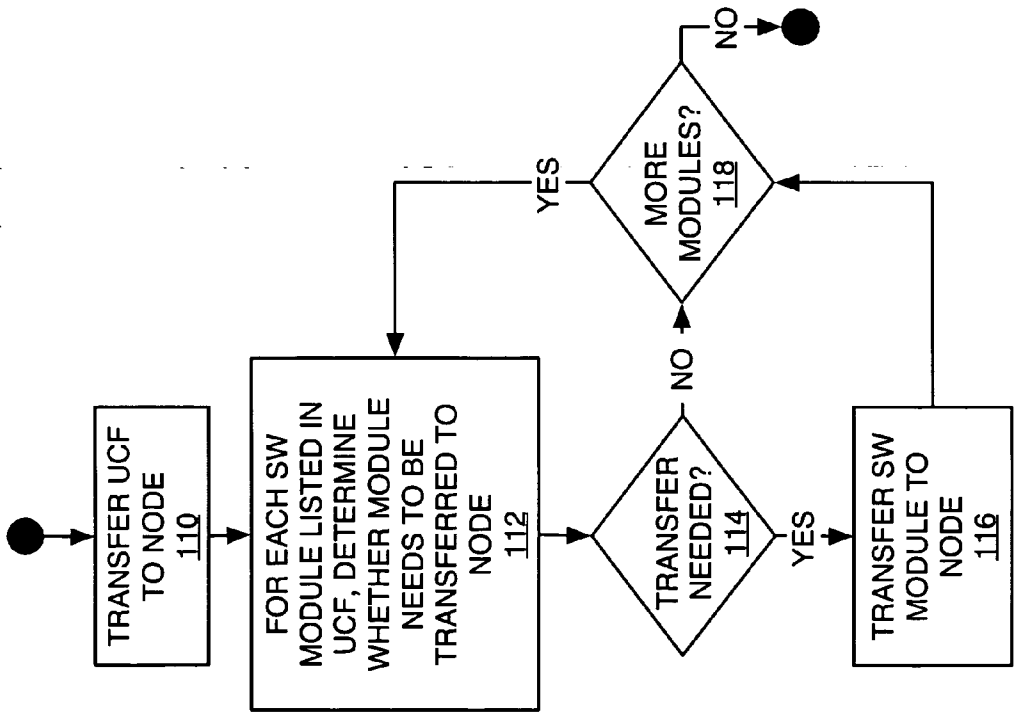 TRANSFER UCF
TO NODE
110
FOR EACH SW
MODULE LISTED IN
UCF, DETERMINE
WHETHER MODULE
NEEDS TO BE
TRANSFERRED TO
NODE
112
TRANSFER
NEEDED?
114
NO
YES
TRANSFER SW
MODULE TO
NODE
116
MORE
MODULES?
118
YES
NO